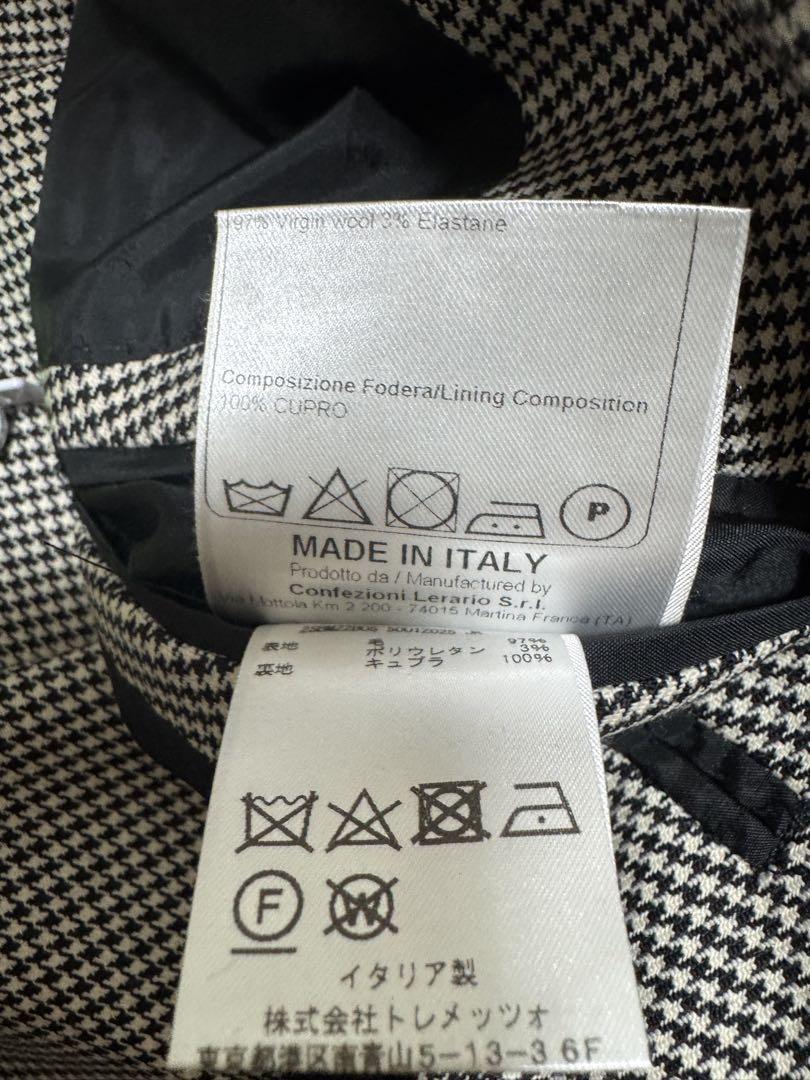 97% Virgin wool 3% Elastane
Composizione Fodera/Lining Composition
100% CUPRO
P
MADE IN ITALY
Prodotto da / Manufactured by
Confezioni Lerario S.r.l.
Via Mottola Km 2.200 - 74015 Martina Franca (TA)
表地 毛 97%
ポリウレタン 3%
裏地 キュプラ 100%
F W
イタリア製
株式会社トレメッツォ
東京都港区南青山5-13-3 6F